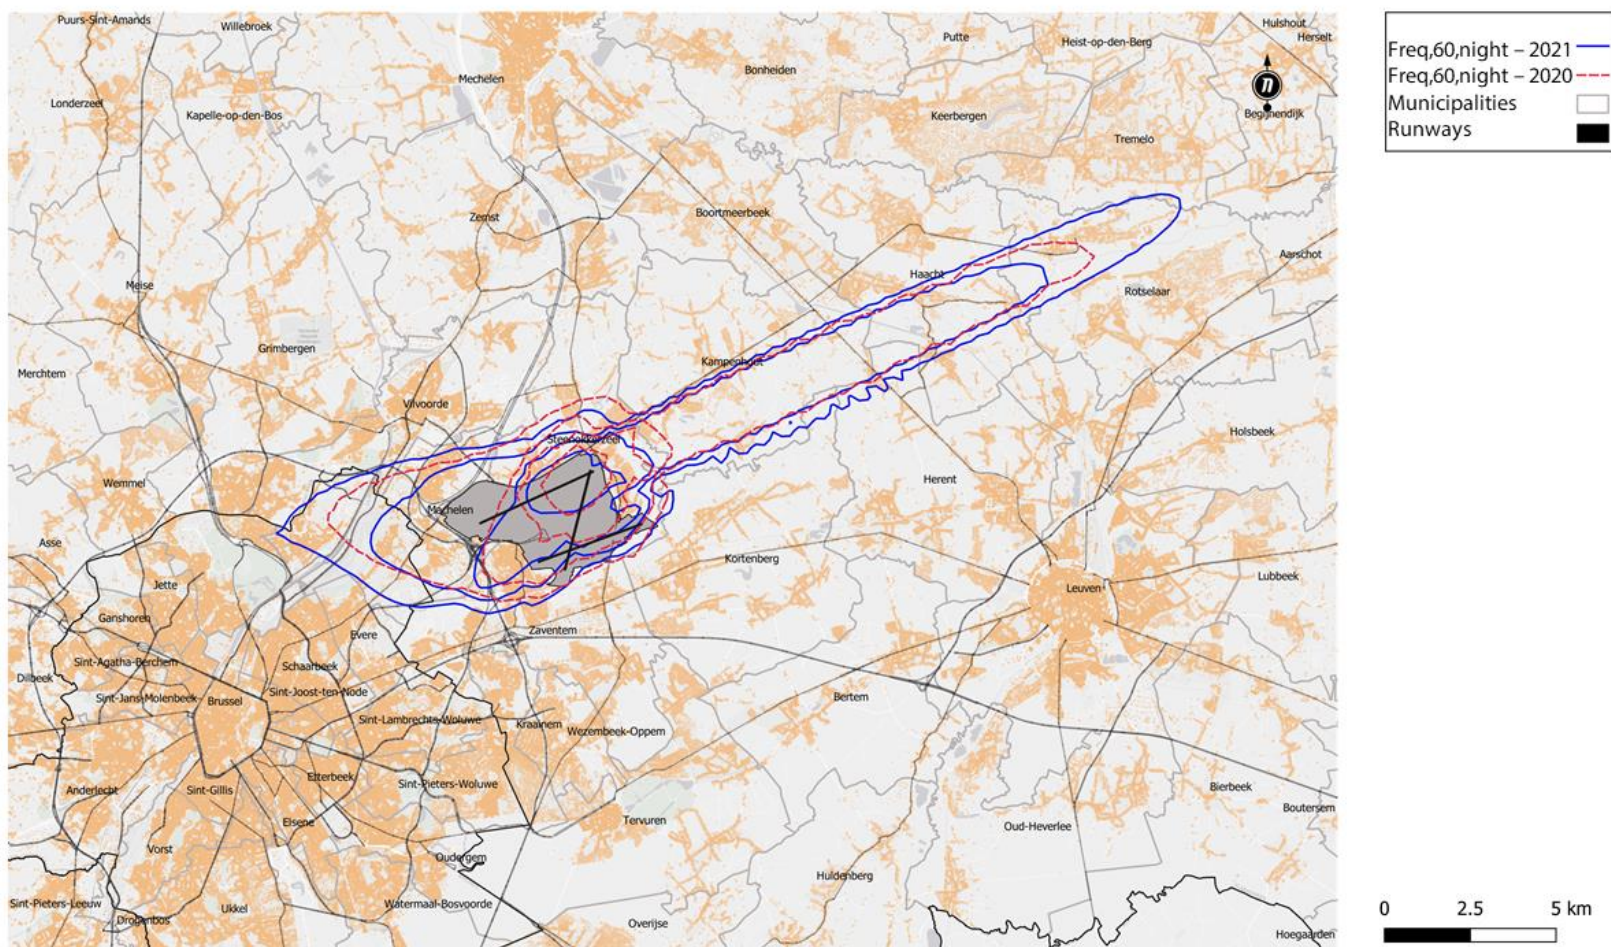 Puurs-Sint-Amands
Willebroek
Hulshout
Herselt
Putte
Heist-op-den-Berg
Bonheiden
Mechelen
Londerzeel
Kapelle-op-den-Bos
Keerbergen
Begijnendijk
Tremelo
n
Zemst
Boortmeerbeek
Aarschot
Haacht
Rotselaar
Meise
Grimbergen
Merchtem
Kampenhout
Vilvoorde
Steenokkerzeel
Holsbeek
Wemmel
Herent
Machelen
Asse
Kortenberg
Lubbeek
Jette
Leuven
Ganshoren
Evere
Zaventem
Sint-Agatha-Berchem
Schaarbeek
Dilbeek
Sint-Jans-Molenbeek
Brussel
Sint-Joost-ten-Node
Bertem
Sint-Lambrechts-Woluwe
Kraainem
Wezembeek-Oppem
Etterbeek
Sint-Pieters-Woluwe
Anderlecht
Sint-Gillis
Bierbeek
Boutersem
Elsene
Tervuren
Oud-Heverlee
Vorst
Oudergem
Huldenberg
Sint-Pieters-Leeuw
Ukkel
Watermaal-Bosvoorde
Drogenbos
Overijse
Hoegaarden
Freq,60,night – 2021
Freq,60,night – 2020
Municipalities
Runways
0 2.5 5 km